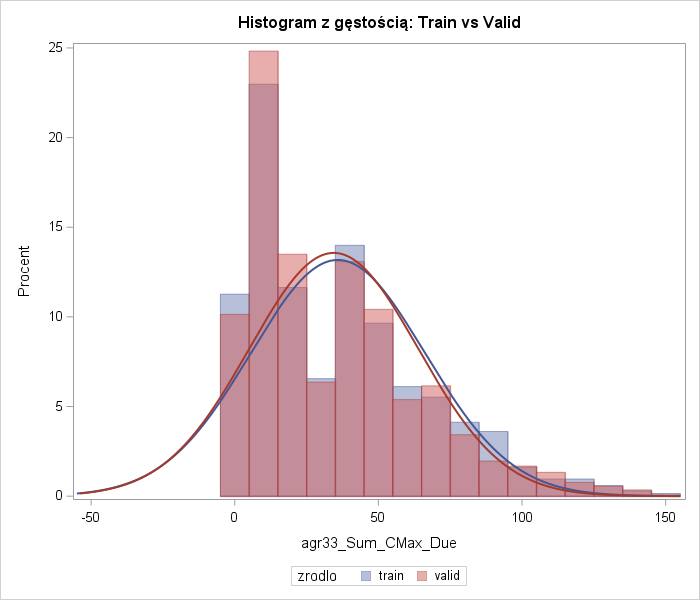 Histogram z gęstością: Train vs Valid
25
20
15
10
5
0
Procent
-50
0
50
100
150
agr33_Sum_CMax_Due
zrodlo train valid